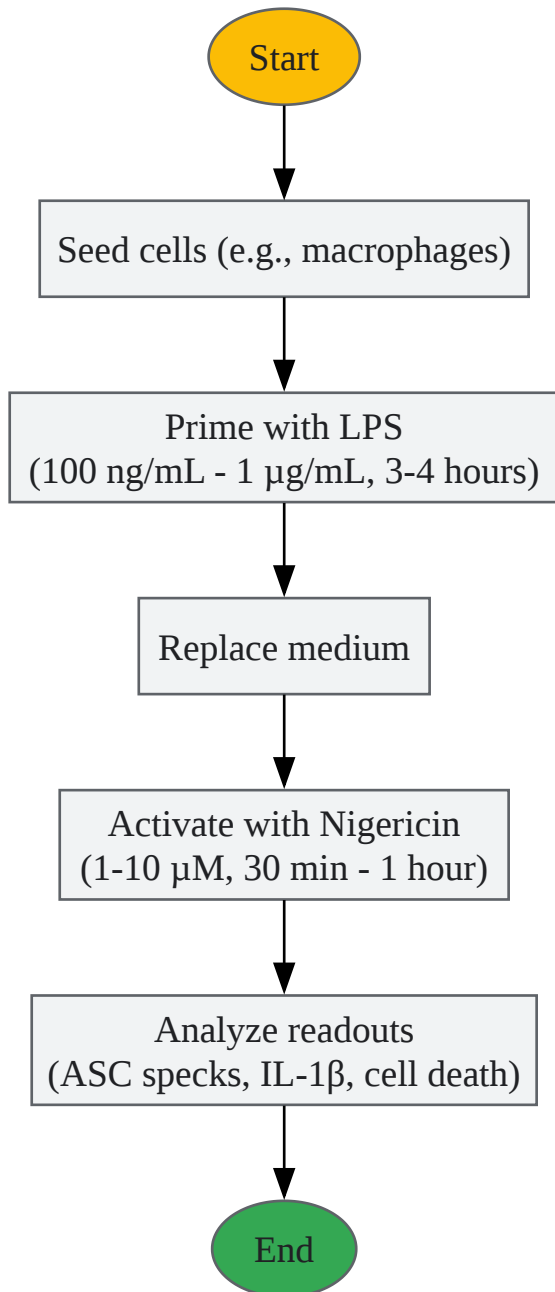 Start
Seed cells (e.g., macrophages)
Prime with LPS
(100 ng/mL - 1 µg/mL, 3-4 hours)
Replace medium
Activate with Nigericin
(1-10 µM, 30 min - 1 hour)
Analyze readouts
(ASC specks, IL-1β, cell death)
End